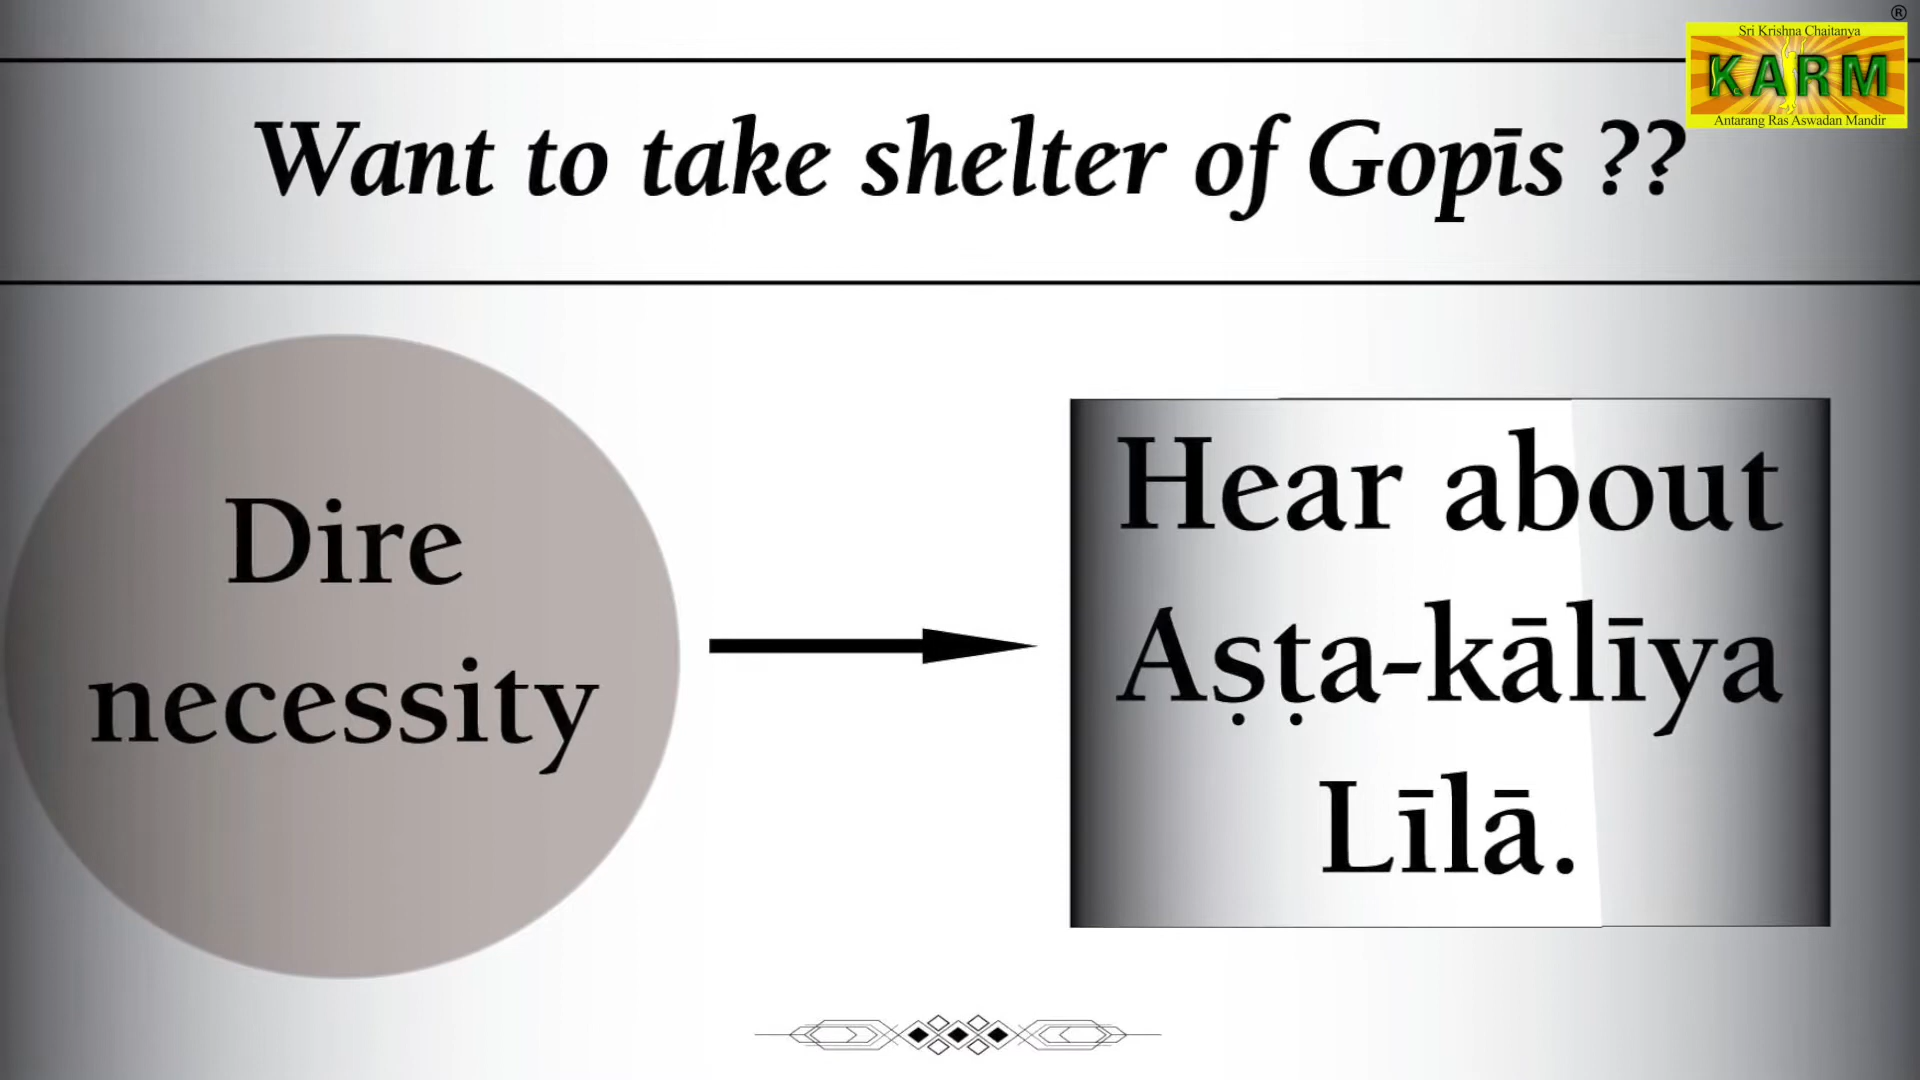 ®
Sri Krishna Chaitanya
KARM
Antarang Ras Aswadan Mandir
Want to take shelter of Gopīs ??
Dire
necessity
Hear about
Aṣṭa-kālīya
Līlā.